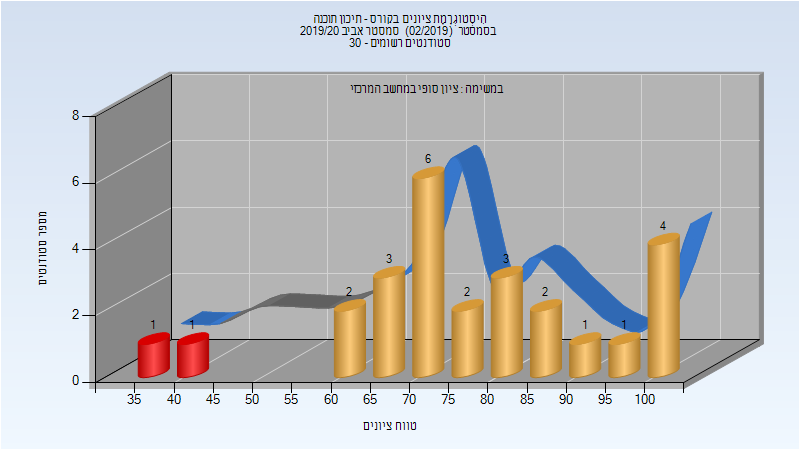 היסטוגרמת ציונים בקורס - תיכון תוכנה
בסמסטר (02/2019) סמסטר אביב 2019/20
סטודנטים רשומים - 30
במשימה : ציון סופי במחשב המרכזי
מספר סטודנטים
8
6
4
2
0
1
1
2
3
6
2
3
2
1
1
4
35 40 45 50 55 60 65 70 75 80 85 90 95 100
טווח ציונים